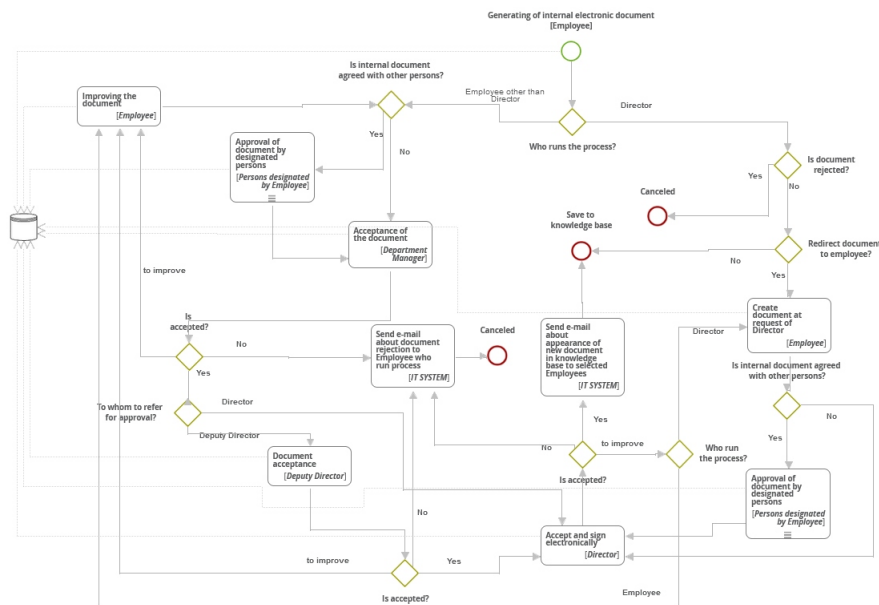 Generating of internal electronic document
[Employee]
Is internal document
agreed with other persons?
Employee other than
Director
Director
Improving the
document
[Employee]
Yes
No
Who runs the process?
Approval of
document by
designated
persons
[Persons designated
by Employee]
Is document
rejected?
Yes
No
Canceled
Save to
knowledge base
Acceptance of
the document
[Department
Manager]
Redirect document
to employee?
No
Yes
to improve
Create
document at
request of
Director
[Employee]
Is
accepted?
No
Yes
Send e-mail
about document
rejection to
Employee who
run process
[IT SYSTEM]
Canceled
Send e-mail
about
appearance of
new document
in knowledge
base to selected
Employees
[IT SYSTEM]
Director
Is internal document agreed
with other persons?
No
Yes
To whom to refer
for approval?
Director
Deputy Director
Yes
No
to improve
Who run
the process?
Is accepted?
Document
acceptance
[Deputy Director]
Approval of
document by
designated
persons
[Persons designated
by Employee]
No
Accept and sign
electronically
[Director]
to improve
Yes
Is accepted?
Employee